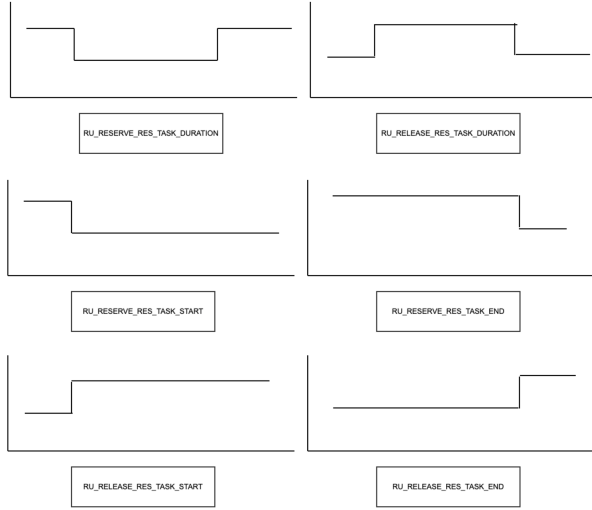 RU_RESERVE_RES_TASK_DURATION
RU_RELEASE_RES_TASK_DURATION
RU_RESERVE_RES_TASK_START
RU_RESERVE_RES_TASK_END
RU_RELEASE_RES_TASK_START
RU_RELEASE_RES_TASK_END